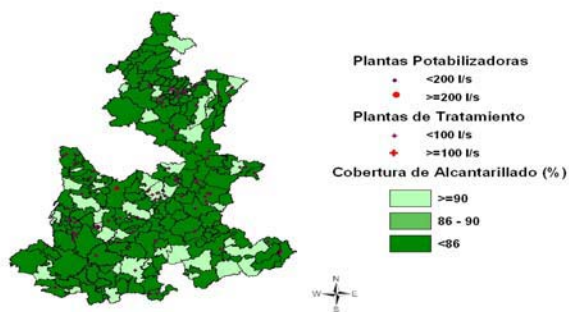 Plantas Potabilizadoras
<200 l/s
>=200 l/s
Plantas de Tratamiento
<100 l/s
>=100 l/s
Cobertura de Alcantarillado (%)
>=90
86 - 90
<86
N
W E
S